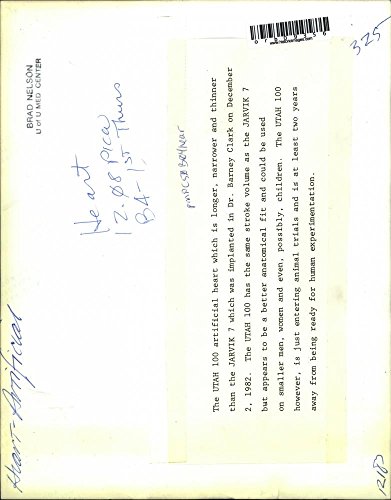 BRAD NELSON
U of U MED CENTER
325
Heart
12.08 pica
BA-1. 1ST Thurs
The UTAH 100 artificial heart which is longer, narrower and thinner
than the JARVIK 7 which was implanted in Dr. Barney Clark on December
2, 1982. The UTAH 100 has the same stroke volume as the JARVIK 7
but appears to be a better anatomical fit and could be used
on smaller men, women and even, possibly, children. The UTAH 100
however, is just entering animal trials and is at least two years
away from being ready for human experimentation.
Heart-Artificial